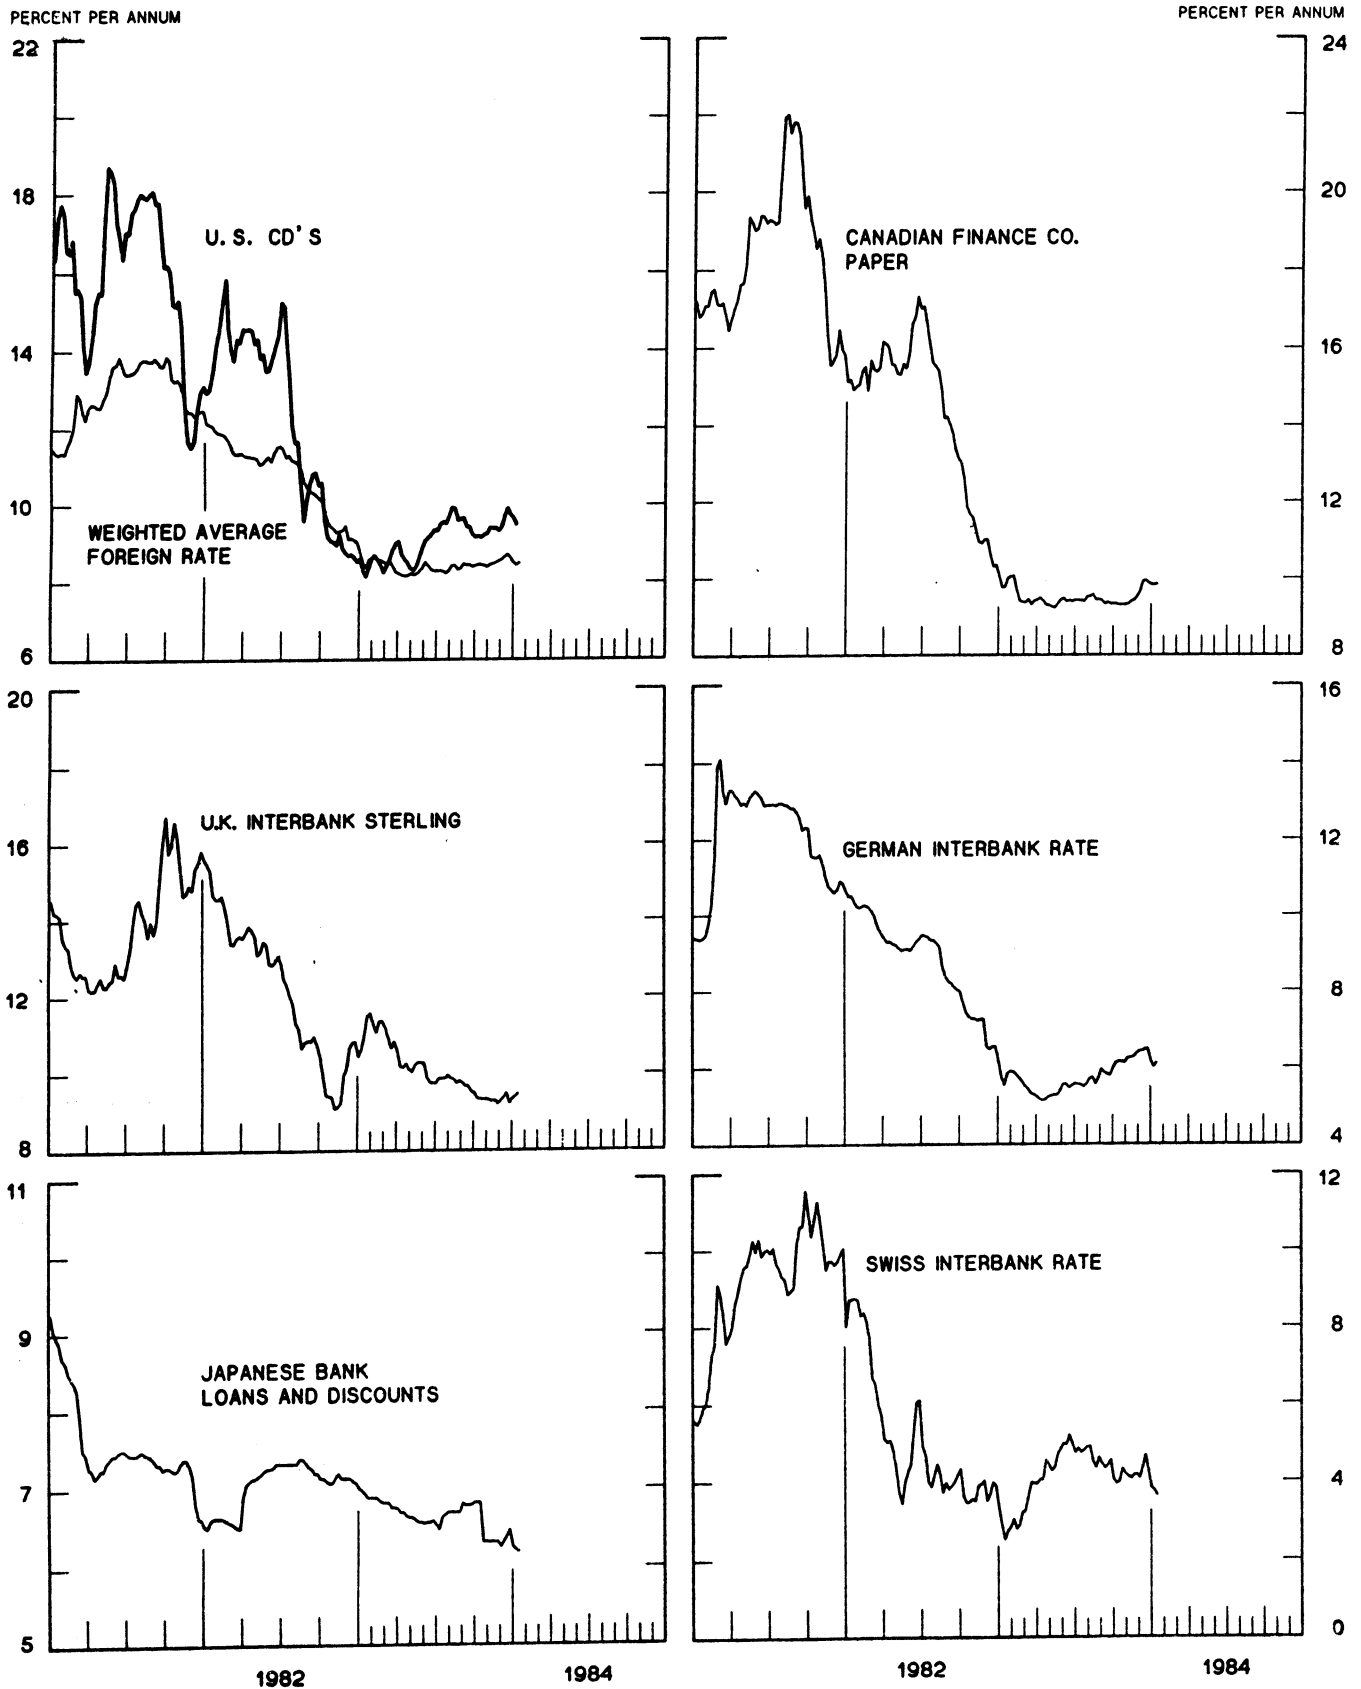 PERCENT PER ANNUM
PERCENT PER ANNUM
22
18
14
10
6
U. S. CD' S
WEIGHTED AVERAGE
FOREIGN RATE
24
20
16
12
8
CANADIAN FINANCE CO.
PAPER
20
16
12
8
U.K. INTERBANK STERLING
16
12
8
4
GERMAN INTERBANK RATE
11
9
7
5
JAPANESE BANK
LOANS AND DISCOUNTS
12
8
4
0
SWISS INTERBANK RATE
1982
1984
1982
1984